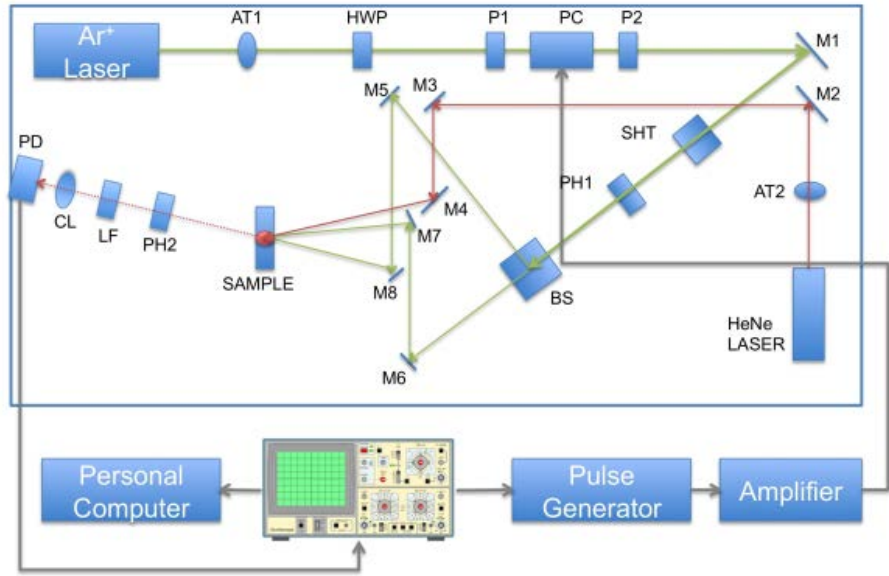 Ar⁺
Laser
AT1
HWP
P1
PC
P2
M1
M5
M3
M2
SHT
PD
PH1
AT2
CL
LF
PH2
M4
M7
SAMPLE
M8
BS
HeNe
LASER
M6
Personal
Computer
Pulse
Generator
Amplifier